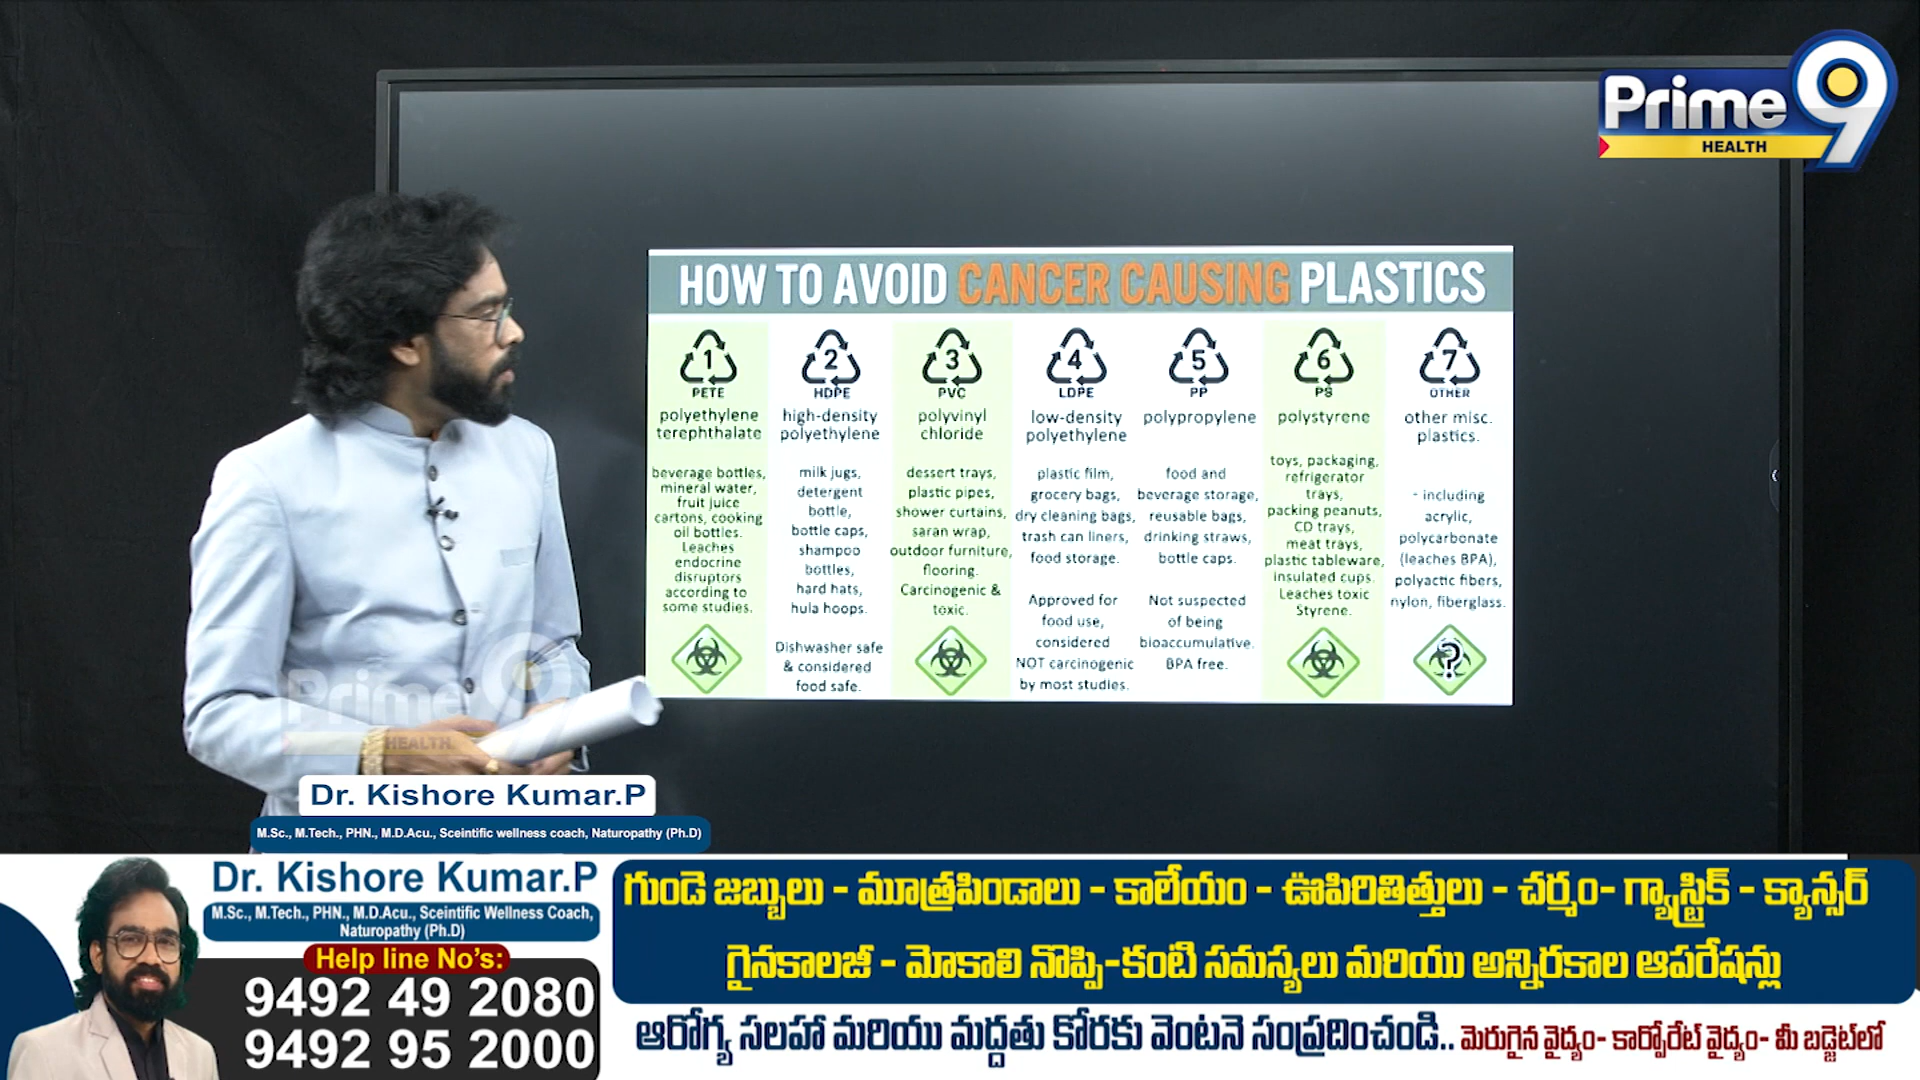 Prime 9
HEALTH
HOW TO AVOID CANCER CAUSING PLASTICS
1
PETE
polyethylene
terephthalate
beverage bottles,
mineral water,
fruit juice
cartons, cooking
oil bottles.
Leaches
endocrine
disruptors
according to
some studies.
2
HDPE
high-density
polyethylene
milk jugs,
detergent
bottle,
bottle caps,
shampoo
bottles,
hard hats,
hula hoops.
Dishwasher safe
& considered
food safe.
3
PVC
polyvinyl
chloride
dessert trays,
plastic pipes,
shower curtains,
saran wrap,
outdoor furniture,
flooring.
Carcinogenic &
toxic.
4
LDPE
low-density
polyethylene
plastic film,
grocery bags,
dry cleaning bags,
trash can liners,
food storage.
Approved for
food use,
considered
NOT carcinogenic
by most studies.
5
PP
polypropylene
food and
beverage storage,
reusable bags,
drinking straws,
bottle caps.
Not suspected
of being
bioaccumulative.
BPA free.
6
PS
polystyrene
toys, packaging,
refrigerator
trays,
packing peanuts,
CD trays,
meat trays,
plastic tableware,
insulated cups.
Leaches toxic
Styrene.
7
OTHER
other misc.
plastics.
- including
acrylic,
polycarbonate
(leaches BPA),
polyactic fibers,
nylon, fiberglass.
?
Prime 9
HEALTH
Dr. Kishore Kumar.P
M.Sc., M.Tech., PHN., M.D.Acu., Sceintific wellness coach, Naturopathy (Ph.D)
Dr. Kishore Kumar.P
M.Sc., M.Tech., PHN., M.D.Acu., Sceintific Wellness Coach,
Naturopathy (Ph.D)
Help line No's:
9492 49 2080
9492 95 2000
గుండె జబ్బులు - మూత్రపిండాలు - కాలేయం - ఊపిరితిత్తులు - చర్మం- గ్యాస్ట్రిక్ - క్యాన్సర్
గైనకాలజీ - మోకాలి నొప్పి-కంటి సమస్యలు మరియు అన్నిరకాల ఆపరేషన్లు
ఆరోగ్య సలహా మరియు మద్దతు కోరకు వెంటనె సంప్రదించండి.. మెరుగైన వైద్యం- కార్పోరేట్ వైద్యం- మీ బడ్జెట్‌లో